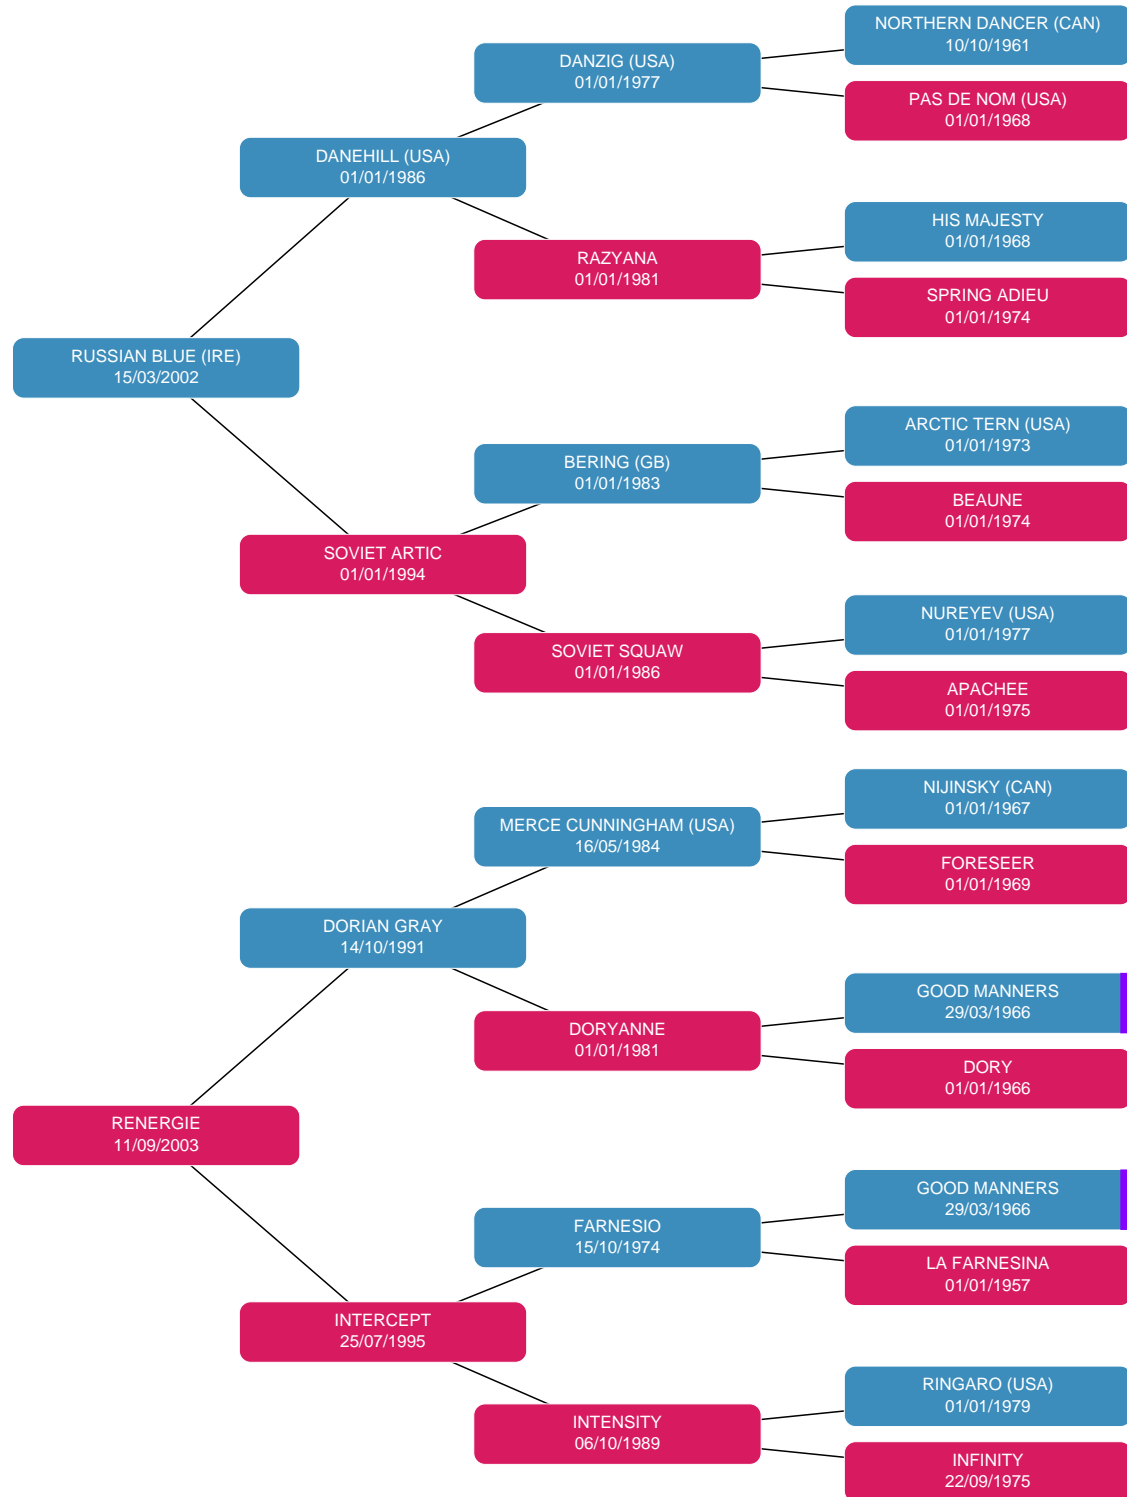 NORTHERN DANCER (CAN)
10/10/1961
DANZIG (USA)
01/01/1977
PAS DE NOM (USA)
01/01/1968
DANEHILL (USA)
01/01/1986
HIS MAJESTY
01/01/1968
RAZYANA
01/01/1981
SPRING ADIEU
01/01/1974
RUSSIAN BLUE (IRE)
15/03/2002
ARCTIC TERN (USA)
01/01/1973
BERING (GB)
01/01/1983
BEAUNE
01/01/1974
SOVIET ARTIC
01/01/1994
NUREYEV (USA)
01/01/1977
SOVIET SQUAW
01/01/1986
APACHEE
01/01/1975
NIJINSKY (CAN)
01/01/1967
MERCE CUNNINGHAM (USA)
16/05/1984
FORESEER
01/01/1969
DORIAN GRAY
14/10/1991
GOOD MANNERS
29/03/1966
DORYANNE
01/01/1981
DORY
01/01/1966
RENERGIE
11/09/2003
GOOD MANNERS
29/03/1966
FARNESIO
15/10/1974
LA FARNESINA
01/01/1957
INTERCEPT
25/07/1995
RINGARO (USA)
01/01/1979
INTENSITY
06/10/1989
INFINITY
22/09/1975